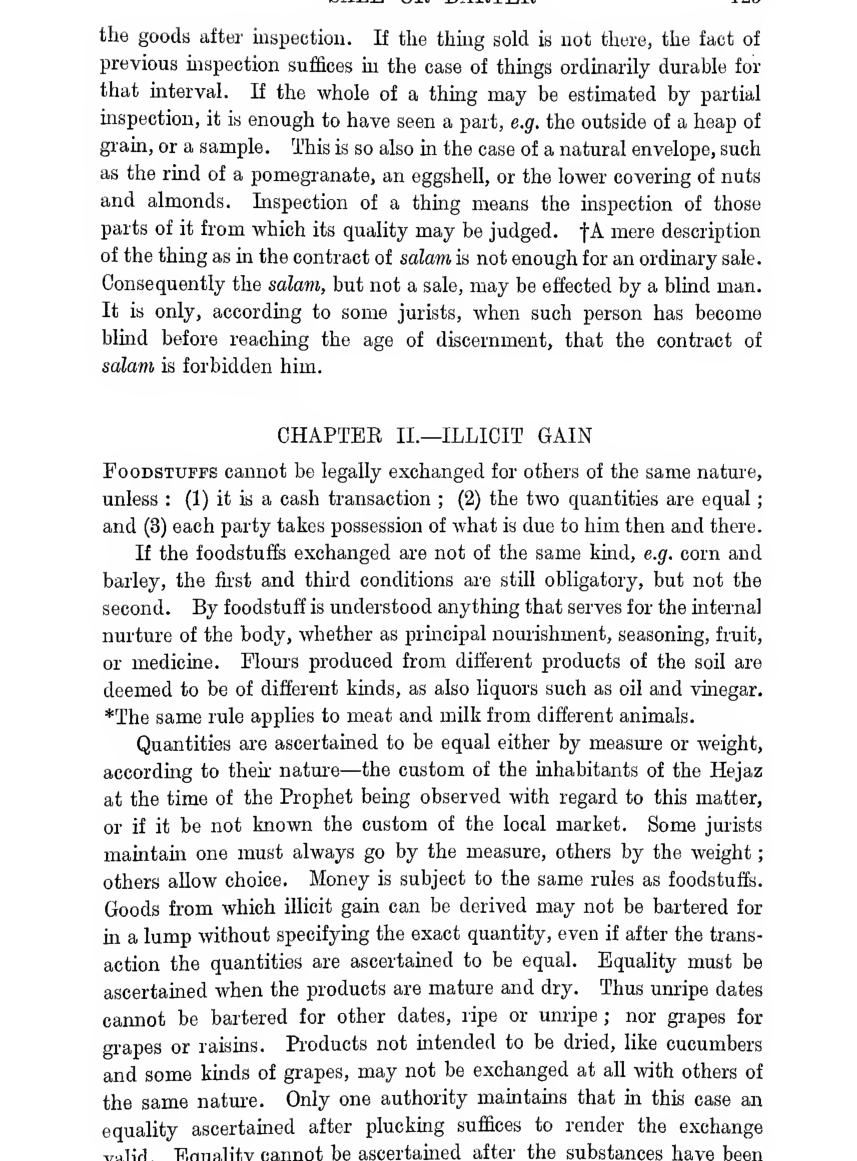 the goods after inspection. If the thing sold is not there, the fact of
previous inspection suffices in the case of things ordinarily durable for
that interval. If the whole of a thing may be estimated by partial
inspection, it is enough to have seen a part, e.g. the outside of a heap of
grain, or a sample. This is so also in the case of a natural envelope, such
as the rind of a pomegranate, an eggshell, or the lower covering of nuts
and almonds. Inspection of a thing means the inspection of those
parts of it from which its quality may be judged. †A mere description
of the thing as in the contract of salam is not enough for an ordinary sale.
Consequently the salam, but not a sale, may be effected by a blind man.
It is only, according to some jurists, when such person has become
blind before reaching the age of discernment, that the contract of
salam is forbidden him.
CHAPTER II.—ILLICIT GAIN
FOODSTUFFS cannot be legally exchanged for others of the same nature,
unless : (1) it is a cash transaction ; (2) the two quantities are equal ;
and (3) each party takes possession of what is due to him then and there.
If the foodstuffs exchanged are not of the same kind, e.g. corn and
barley, the first and third conditions are still obligatory, but not the
second. By foodstuff is understood anything that serves for the internal
nurture of the body, whether as principal nourishment, seasoning, fruit,
or medicine. Flours produced from different products of the soil are
deemed to be of different kinds, as also liquors such as oil and vinegar.
*The same rule applies to meat and milk from different animals.
Quantities are ascertained to be equal either by measure or weight,
according to their nature—the custom of the inhabitants of the Hejaz
at the time of the Prophet being observed with regard to this matter,
or if it be not known the custom of the local market. Some jurists
maintain one must always go by the measure, others by the weight ;
others allow choice. Money is subject to the same rules as foodstuffs.
Goods from which illicit gain can be derived may not be bartered for
in a lump without specifying the exact quantity, even if after the trans-
action the quantities are ascertained to be equal. Equality must be
ascertained when the products are mature and dry. Thus unripe dates
cannot be bartered for other dates, ripe or unripe ; nor grapes for
grapes or raisins. Products not intended to be dried, like cucumbers
and some kinds of grapes, may not be exchanged at all with others of
the same nature. Only one authority maintains that in this case an
equality ascertained after plucking suffices to render the exchange
valid. Equality cannot be ascertained after the substances have been